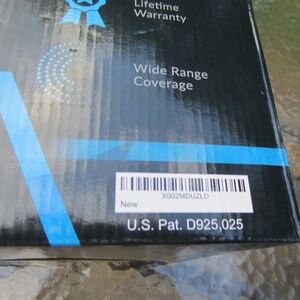 Lifetime
Warranty
Wide Range
Coverage
X002MDUZLD
New
U.S. Pat. D925,025